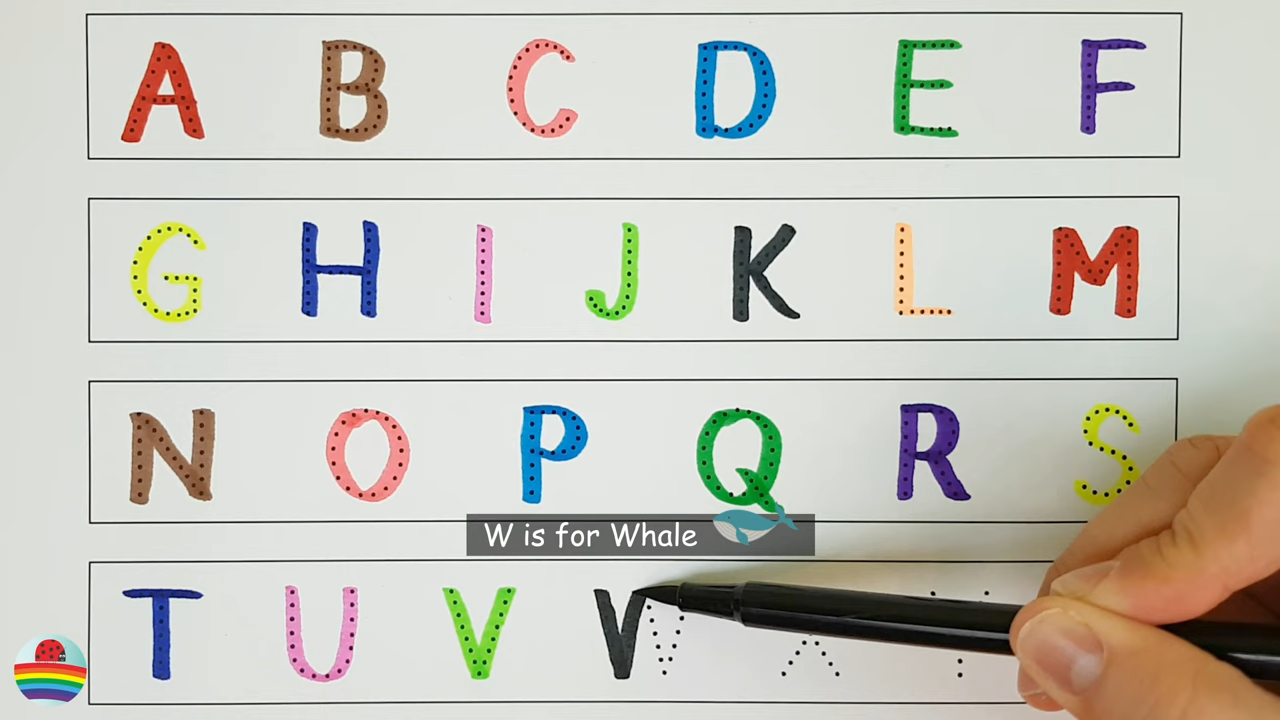 A B C D E F
G H I J K L M
N O P Q R S
W is for Whale
T U V W